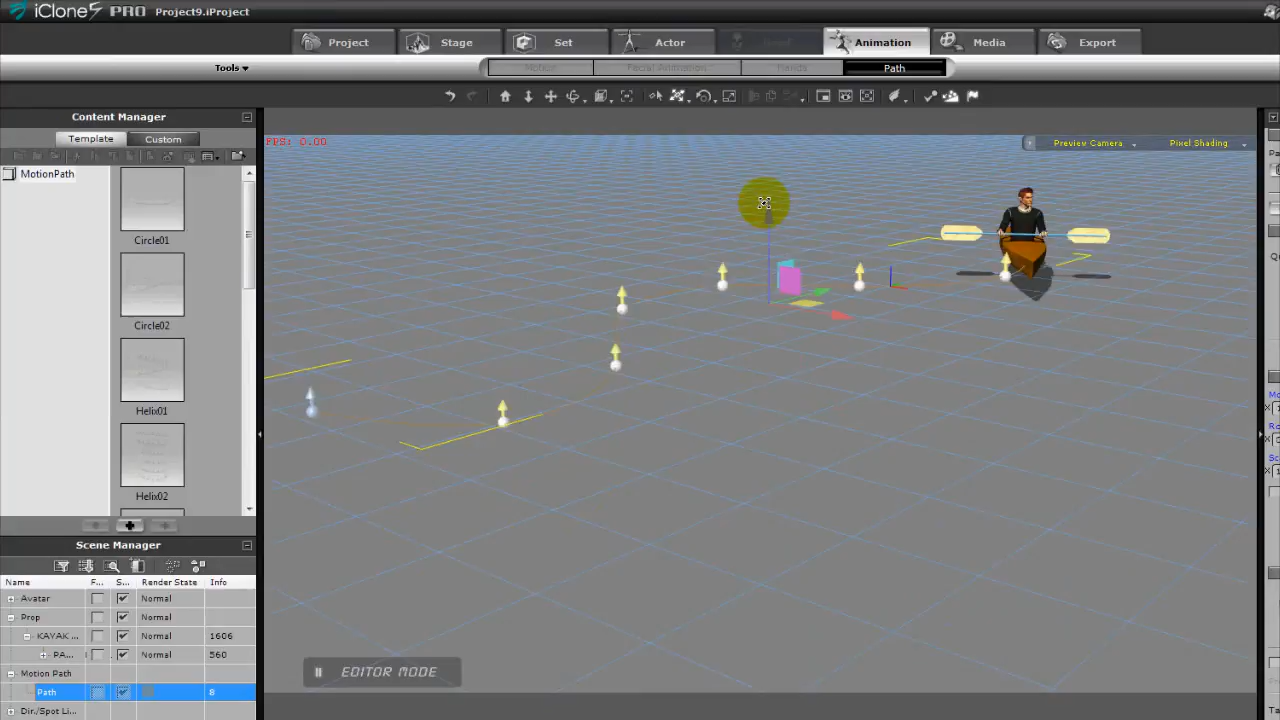 iClone5 PRO Project9.iProject
Project Stage Set Actor Animation Media Export
Tools Motion Facial Animation Hands Path
Content Manager
Template Custom
MotionPath
Circle01
Circle02
Helix01
Helix02
FPS: 0.00
Preview Camera Pixel Shading
EDITOR MODE
Scene Manager
Name F... S... Render State Info
Avatar Normal
Prop Normal
KAYAK ... Normal 1606
PA... Normal 560
Motion Path
Path 8
Dir./Spot Li...